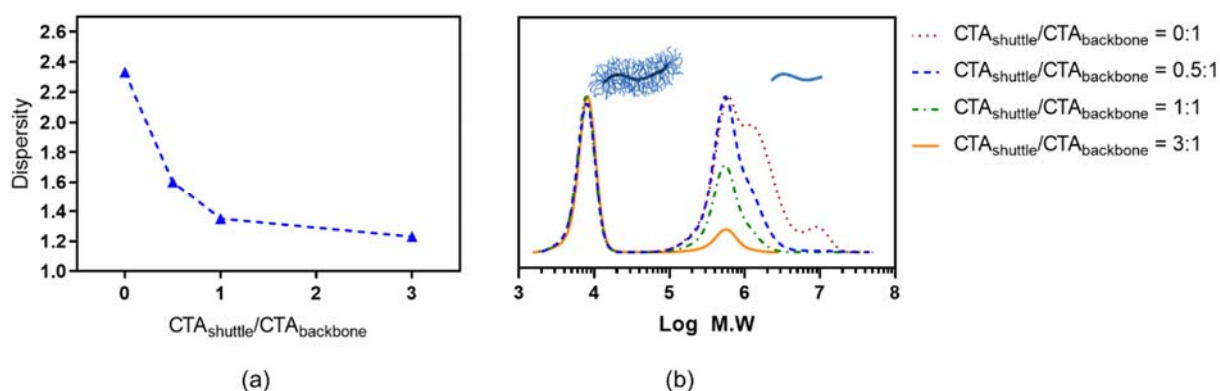 2.6
2.4
2.2
2.0
1.8
1.6
1.4
1.2
1.0
Dispersity
0 1 2 3
CTAshuttle/CTAbackbone
(a)
3 4 5 6 7 8
Log M.W
(b)
CTAshuttle/CTAbackbone = 0:1
CTAshuttle/CTAbackbone = 0.5:1
CTAshuttle/CTAbackbone = 1:1
CTAshuttle/CTAbackbone = 3:1